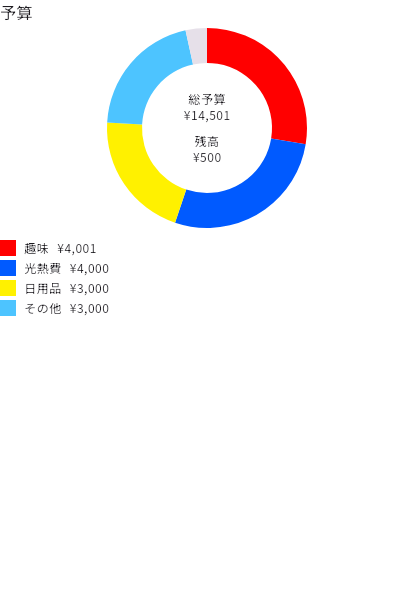 予算
総予算
¥14,501
残高
¥500
趣味 ¥4,001
光熱費 ¥4,000
日用品 ¥3,000
その他 ¥3,000